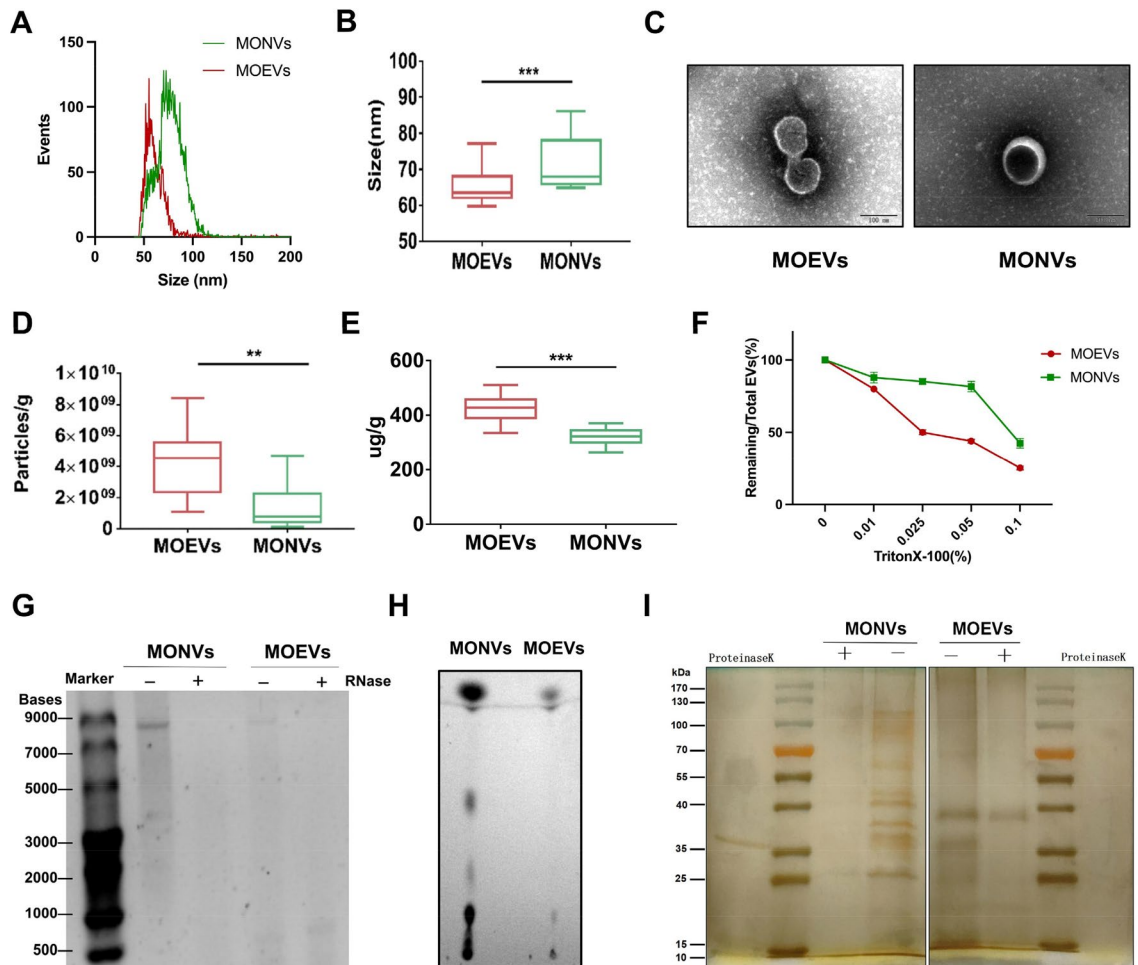 A
150
100
50
0
Events
0 50 100 150 200
Size (nm)
MONVs
MOEVs
B
100
90
80
70
60
50
Size(nm)
***
MOEVs MONVs
C
100 nm
MOEVs MONVs
D
1×10^10
8×10^09
6×10^09
4×10^09
2×10^09
0
Particles/g
**
MOEVs MONVs
E
600
400
200
0
ug/g
***
MOEVs MONVs
F
100
50
0
Remaining/Total EVs(%)
0 0.01 0.025 0.05 0.1
TritonX-100(%)
MOEVs
MONVs
G
MONVs MOEVs
Marker − + − + RNase
Bases
9000
7000
5000
3000
2000
1000
500
H
MONVs MOEVs
I
MONVs MOEVs
ProteinaseK + − − + ProteinaseK
kDa
170
130
100
70
55
40
35
25
15
10